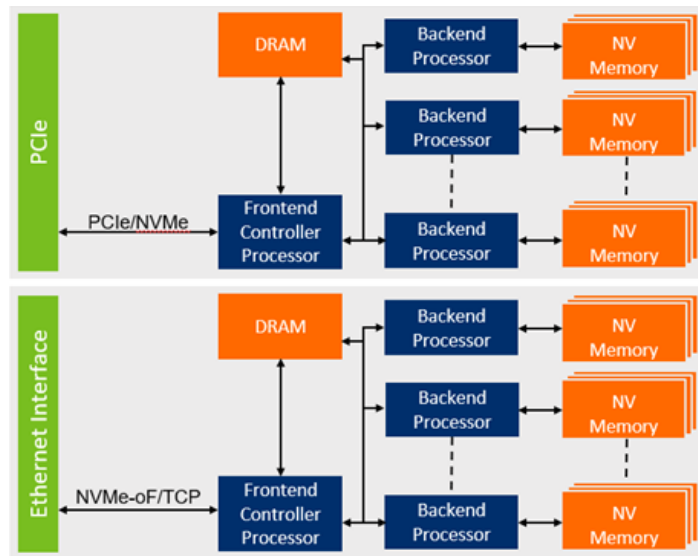 PCIe
PCIe/NVMe
DRAM
Frontend
Controller
Processor
Backend
Processor
NV
Memory
Backend
Processor
NV
Memory
Backend
Processor
NV
Memory
Ethernet Interface
NVMe-oF/TCP
DRAM
Frontend
Controller
Processor
Backend
Processor
NV
Memory
Backend
Processor
NV
Memory
Backend
Processor
NV
Memory